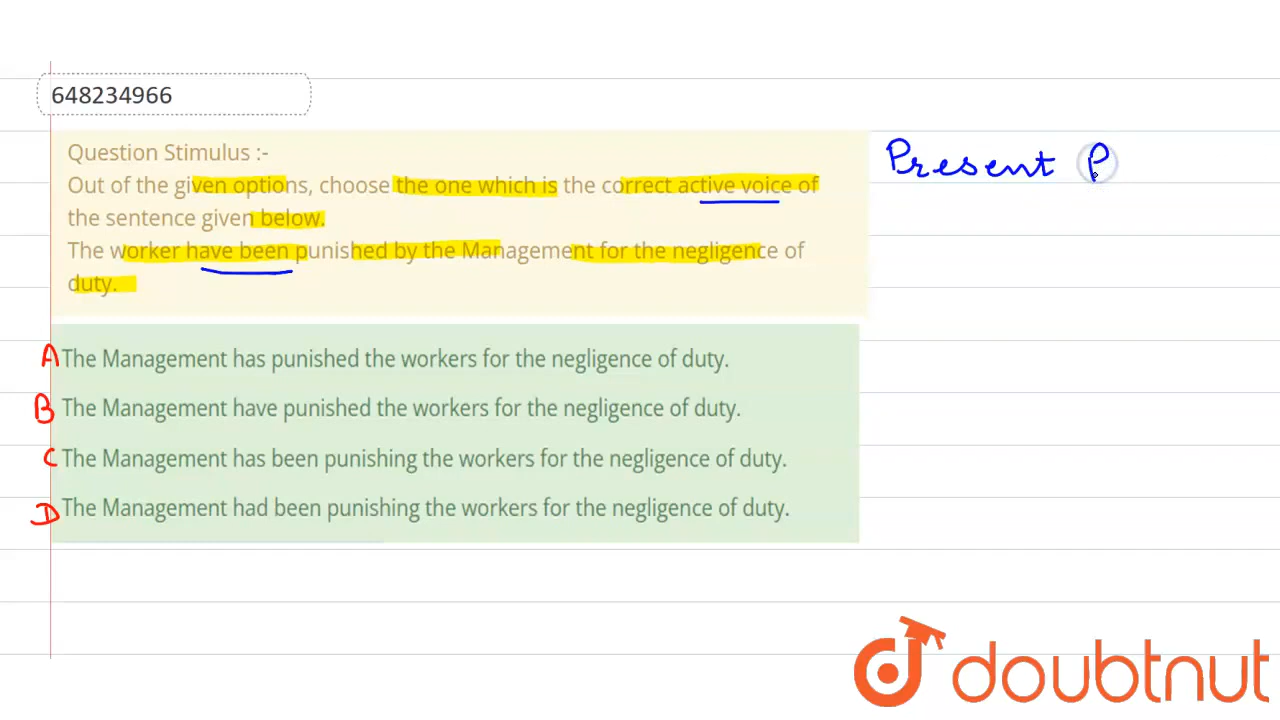 648234966
Question Stimulus :-
Present P
Out of the given options, choose the one which is the correct active voice of
the sentence given below.
The worker have been punished by the Management for the negligence of
duty.
A The Management has punished the workers for the negligence of duty.
B The Management have punished the workers for the negligence of duty.
C The Management has been punishing the workers for the negligence of duty.
D The Management had been punishing the workers for the negligence of duty.
doubtnut